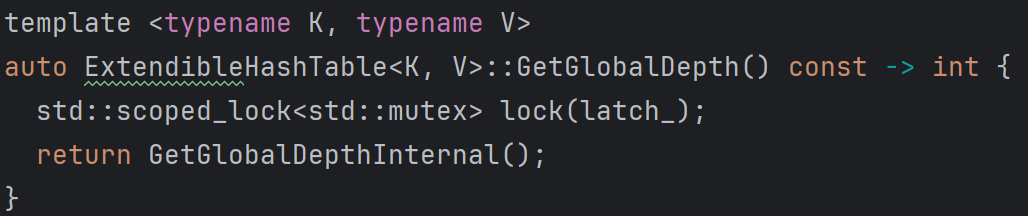 template <typename K, typename V>
auto ExtendibleHashTable<K, V>::GetGlobalDepth() const -> int {
  std::scoped_lock<std::mutex> lock(latch_);
  return GetGlobalDepthInternal();
}